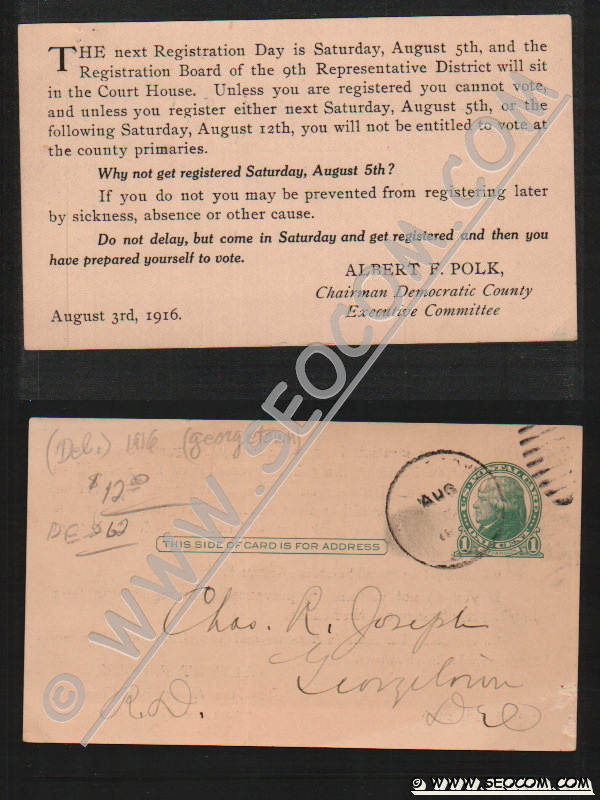 THE next Registration Day is Saturday, August 5th, and the
Registration Board of the 9th Representative District will sit
in the Court House. Unless you are registered you cannot vote,
and unless you register either next Saturday, August 5th, or the
following Saturday, August 12th, you will not be entitled to vote at
the county primaries.
Why not get registered Saturday, August 5th?
If you do not you may be prevented from registering later
by sickness, absence or other cause.
Do not delay, but come in Saturday and get registered and then you
have prepared yourself to vote.
ALBERT F. POLK,
Chairman Democratic County
Executive Committee
August 3rd, 1916.
(Del.) 1916 (georgetown)
$12.00
$62
AUG
1 1
THIS SIDE OF CARD IS FOR ADDRESS
Chas. R. Joseph
Georgetown
R.D. Del
© WWW.SEOCOM.COM
© WWW.SEOCOM.COM